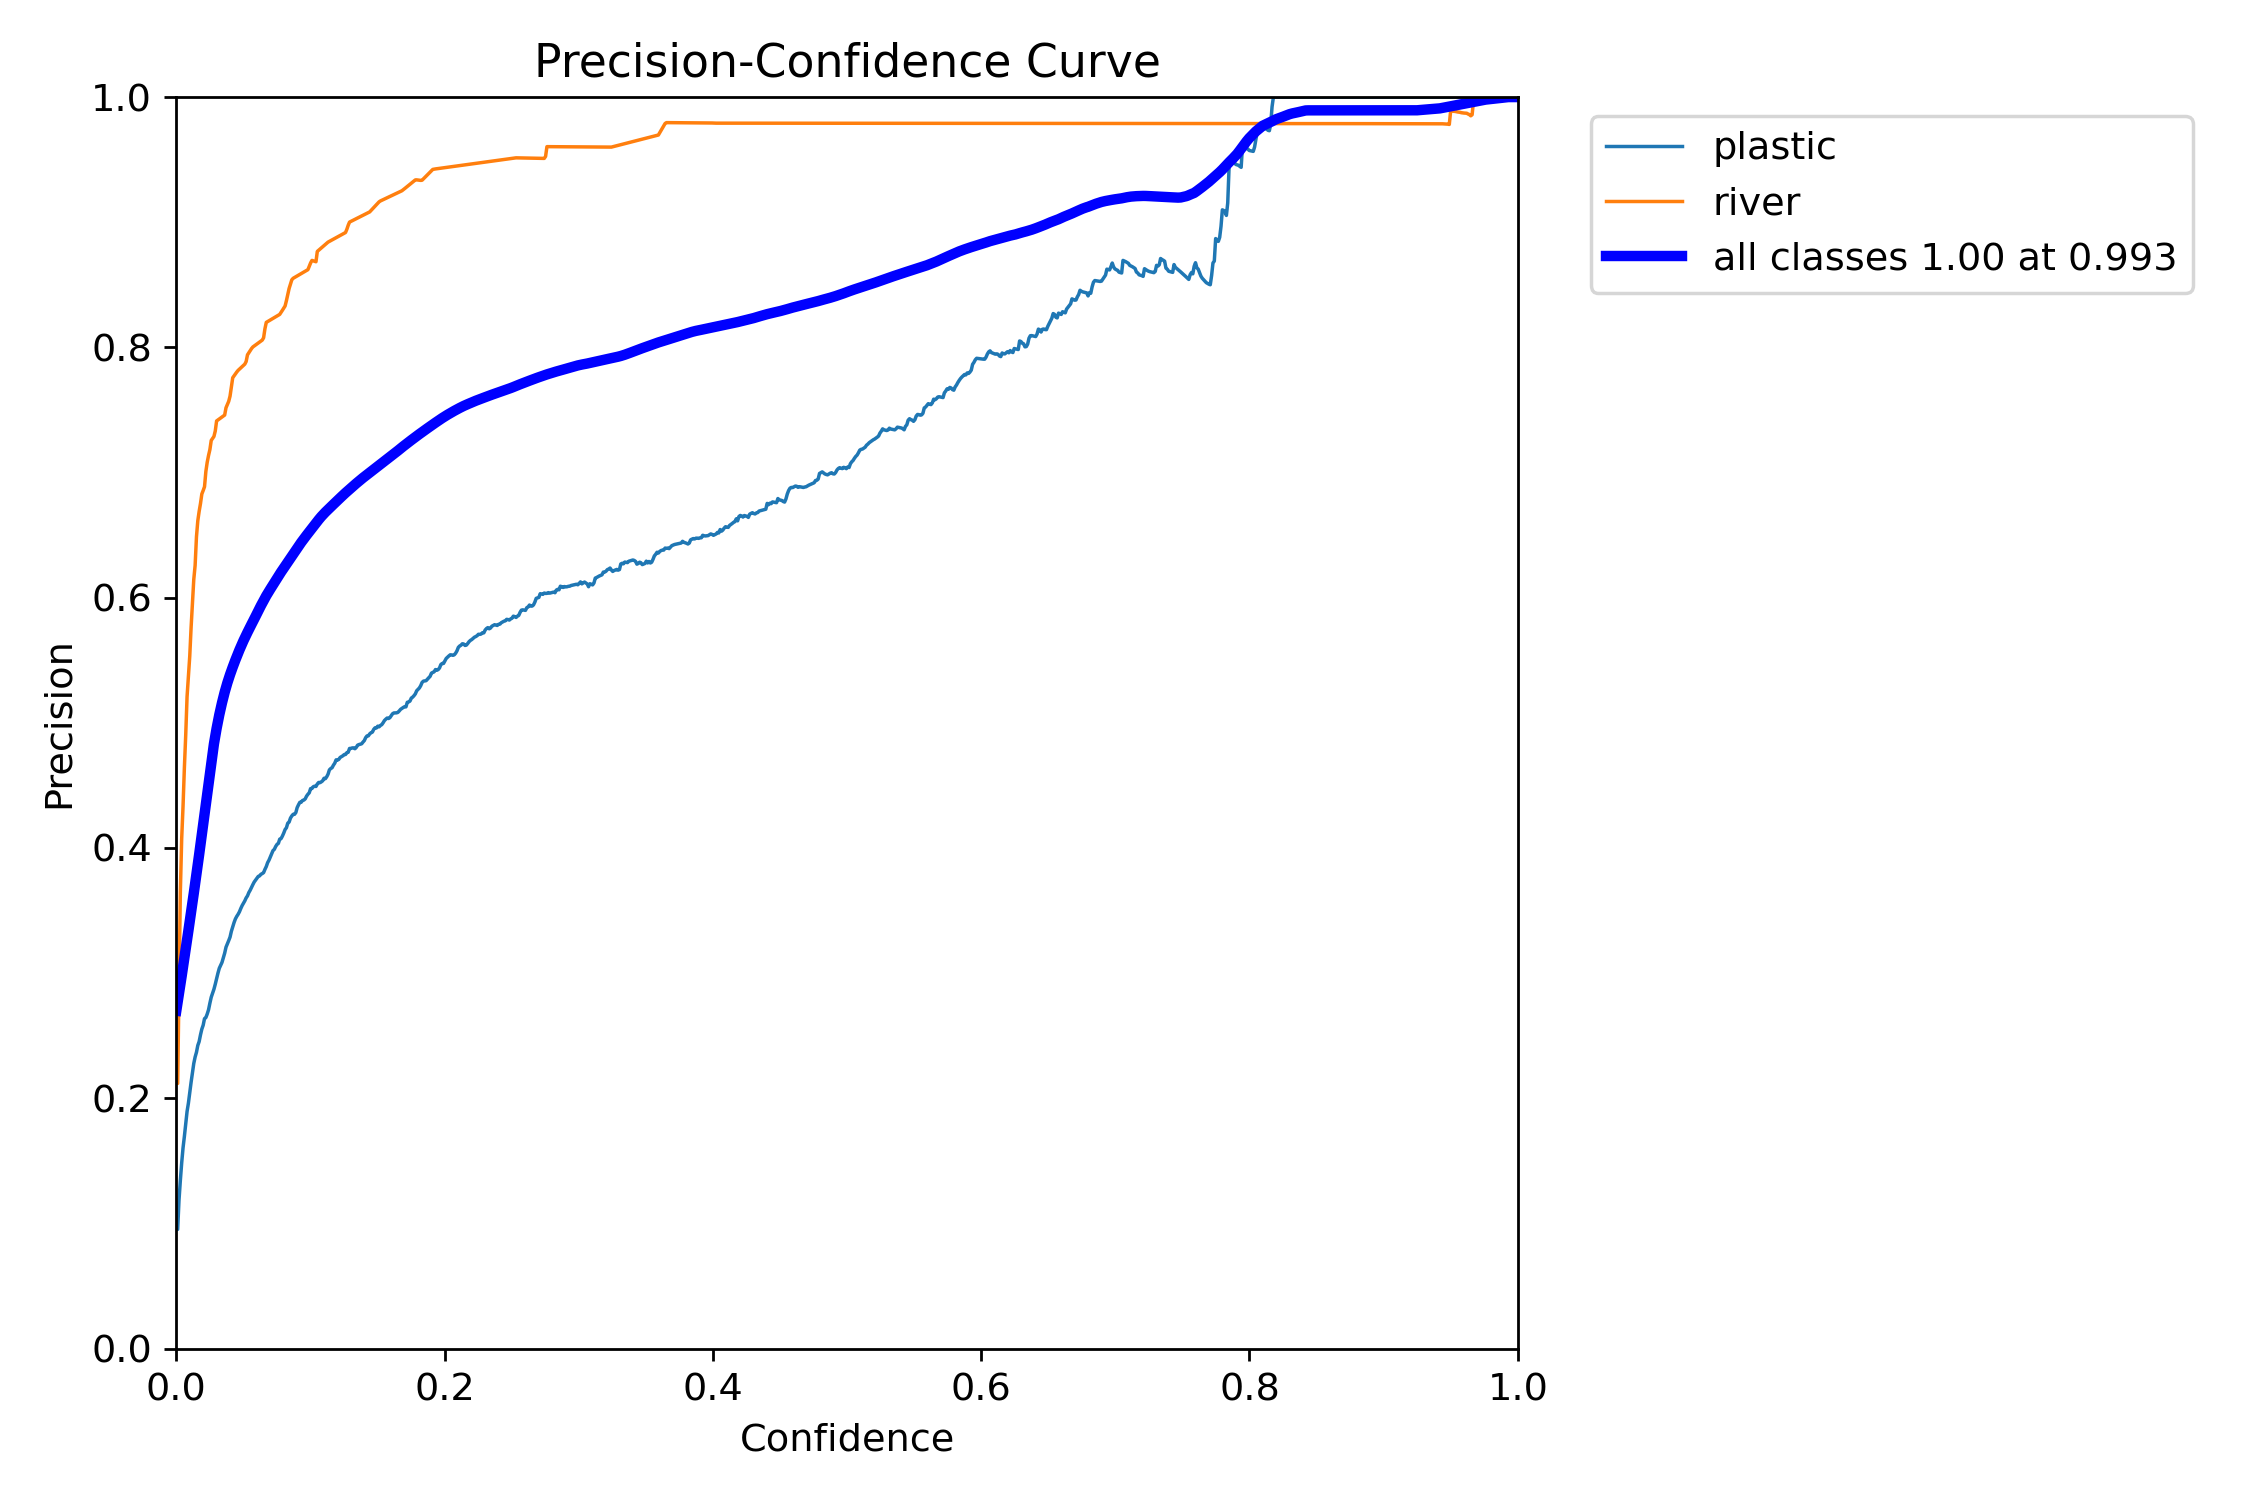 Precision-Confidence Curve
1.0
0.8
0.6
0.4
0.2
0.0
Precision
0.0 0.2 0.4 0.6 0.8 1.0
Confidence
plastic
river
all classes 1.00 at 0.993